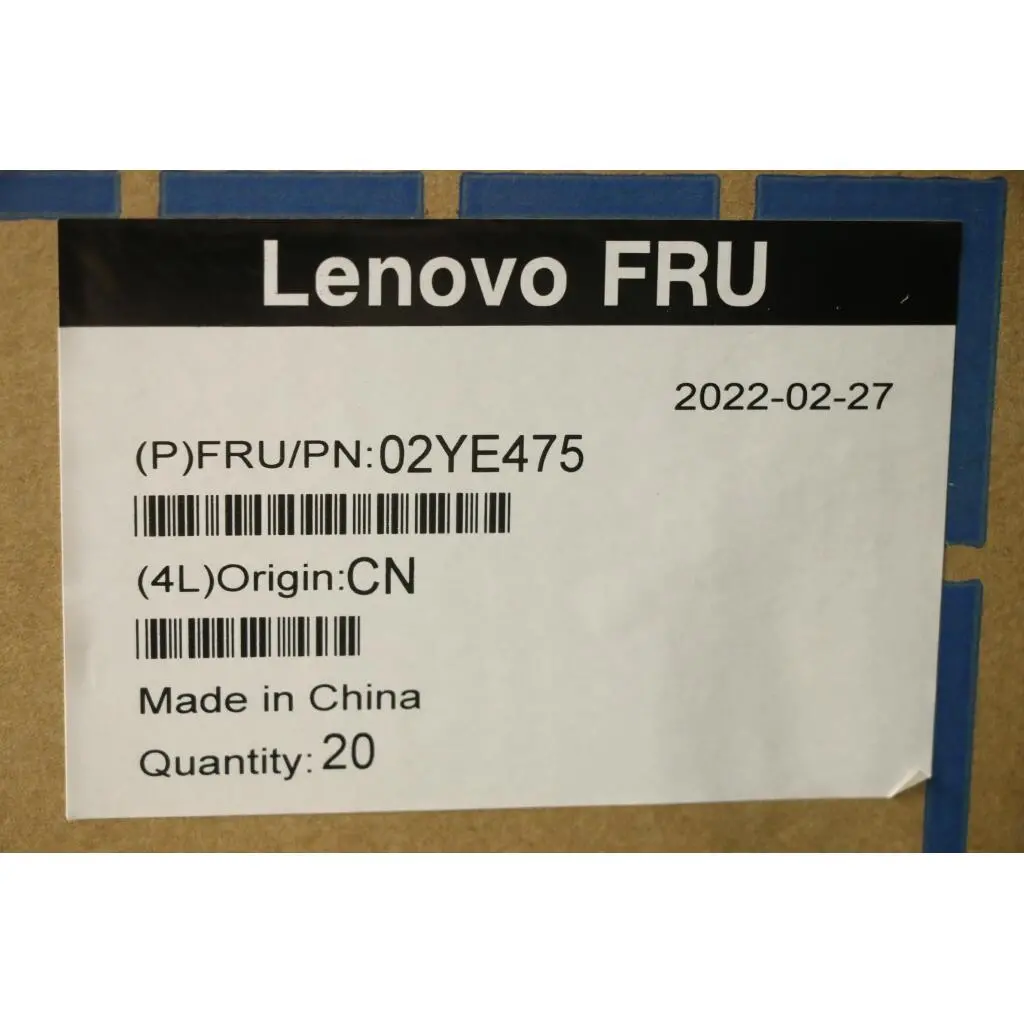 Lenovo FRU
2022-02-27
(P)FRU/PN:02YE475
(4L)Origin:CN
Made in China
Quantity: 20